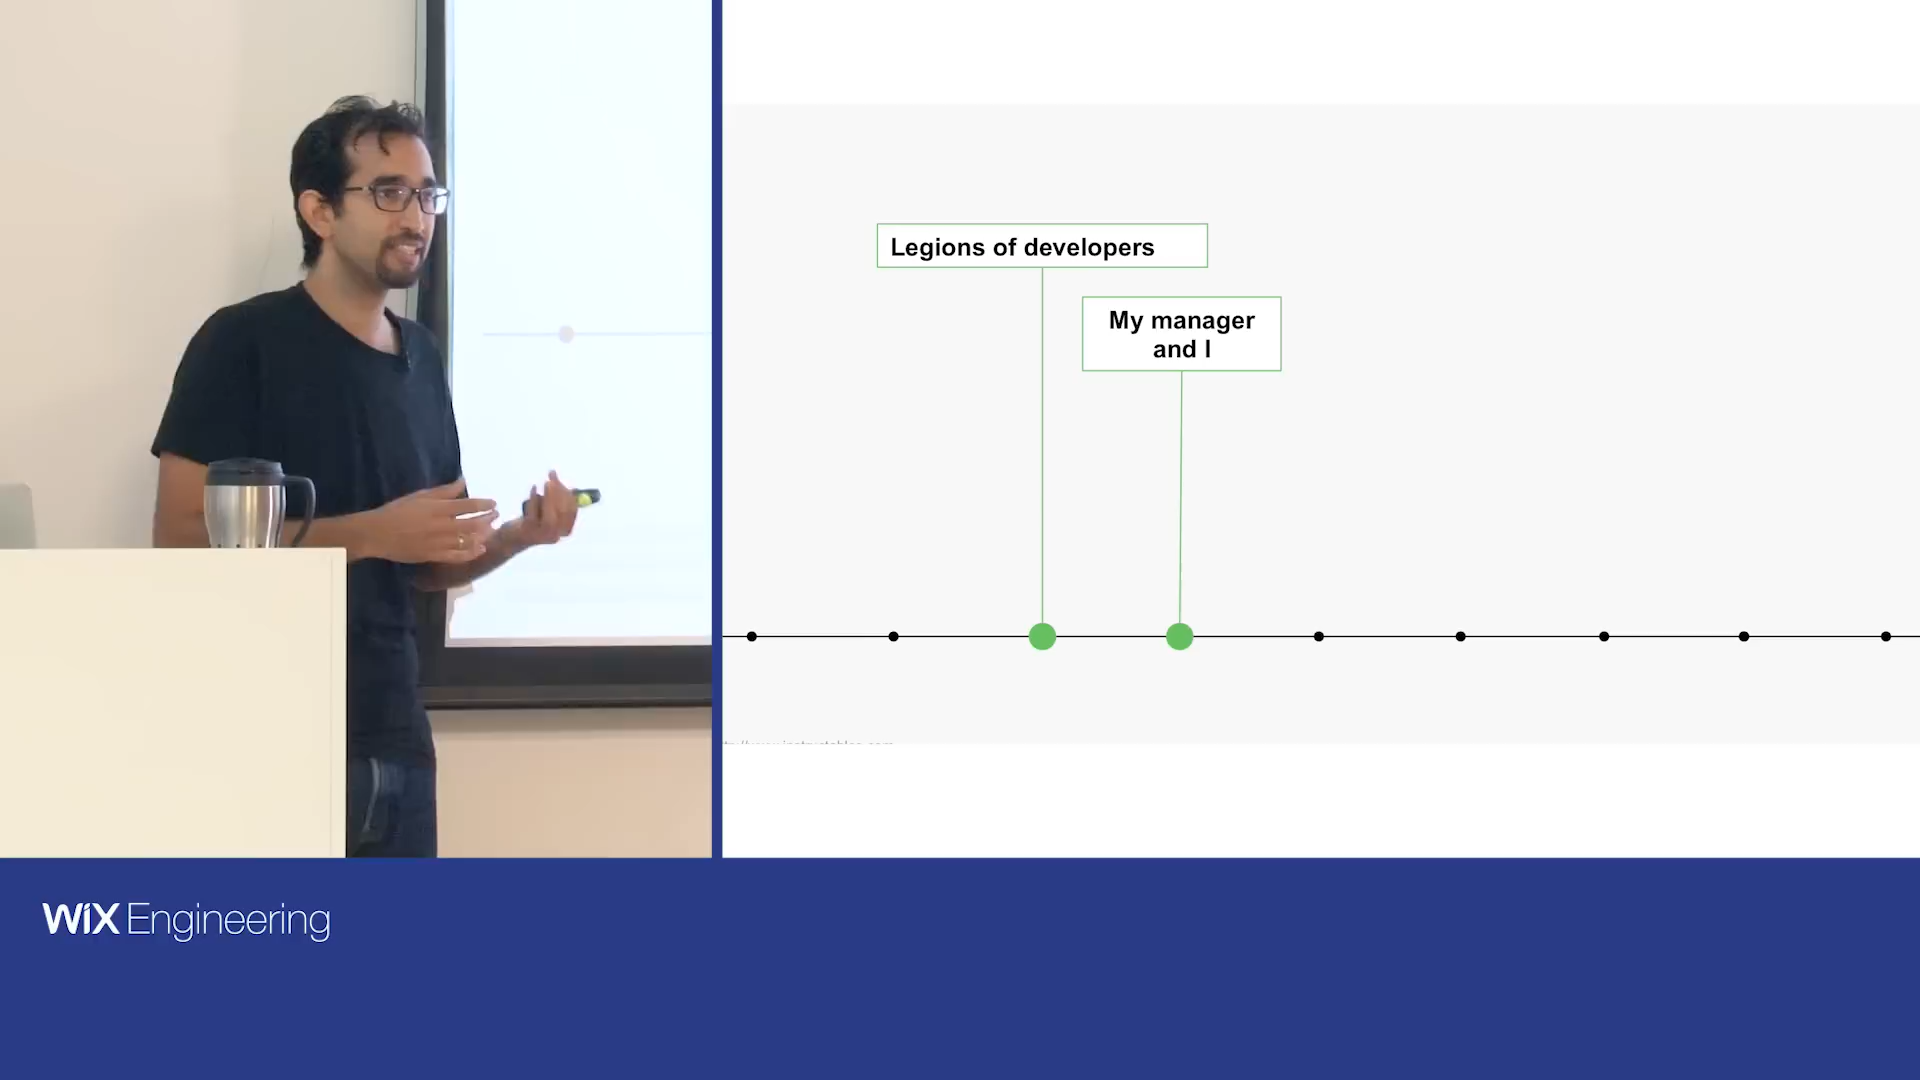 Legions of developers
My manager
and I
WiX Engineering